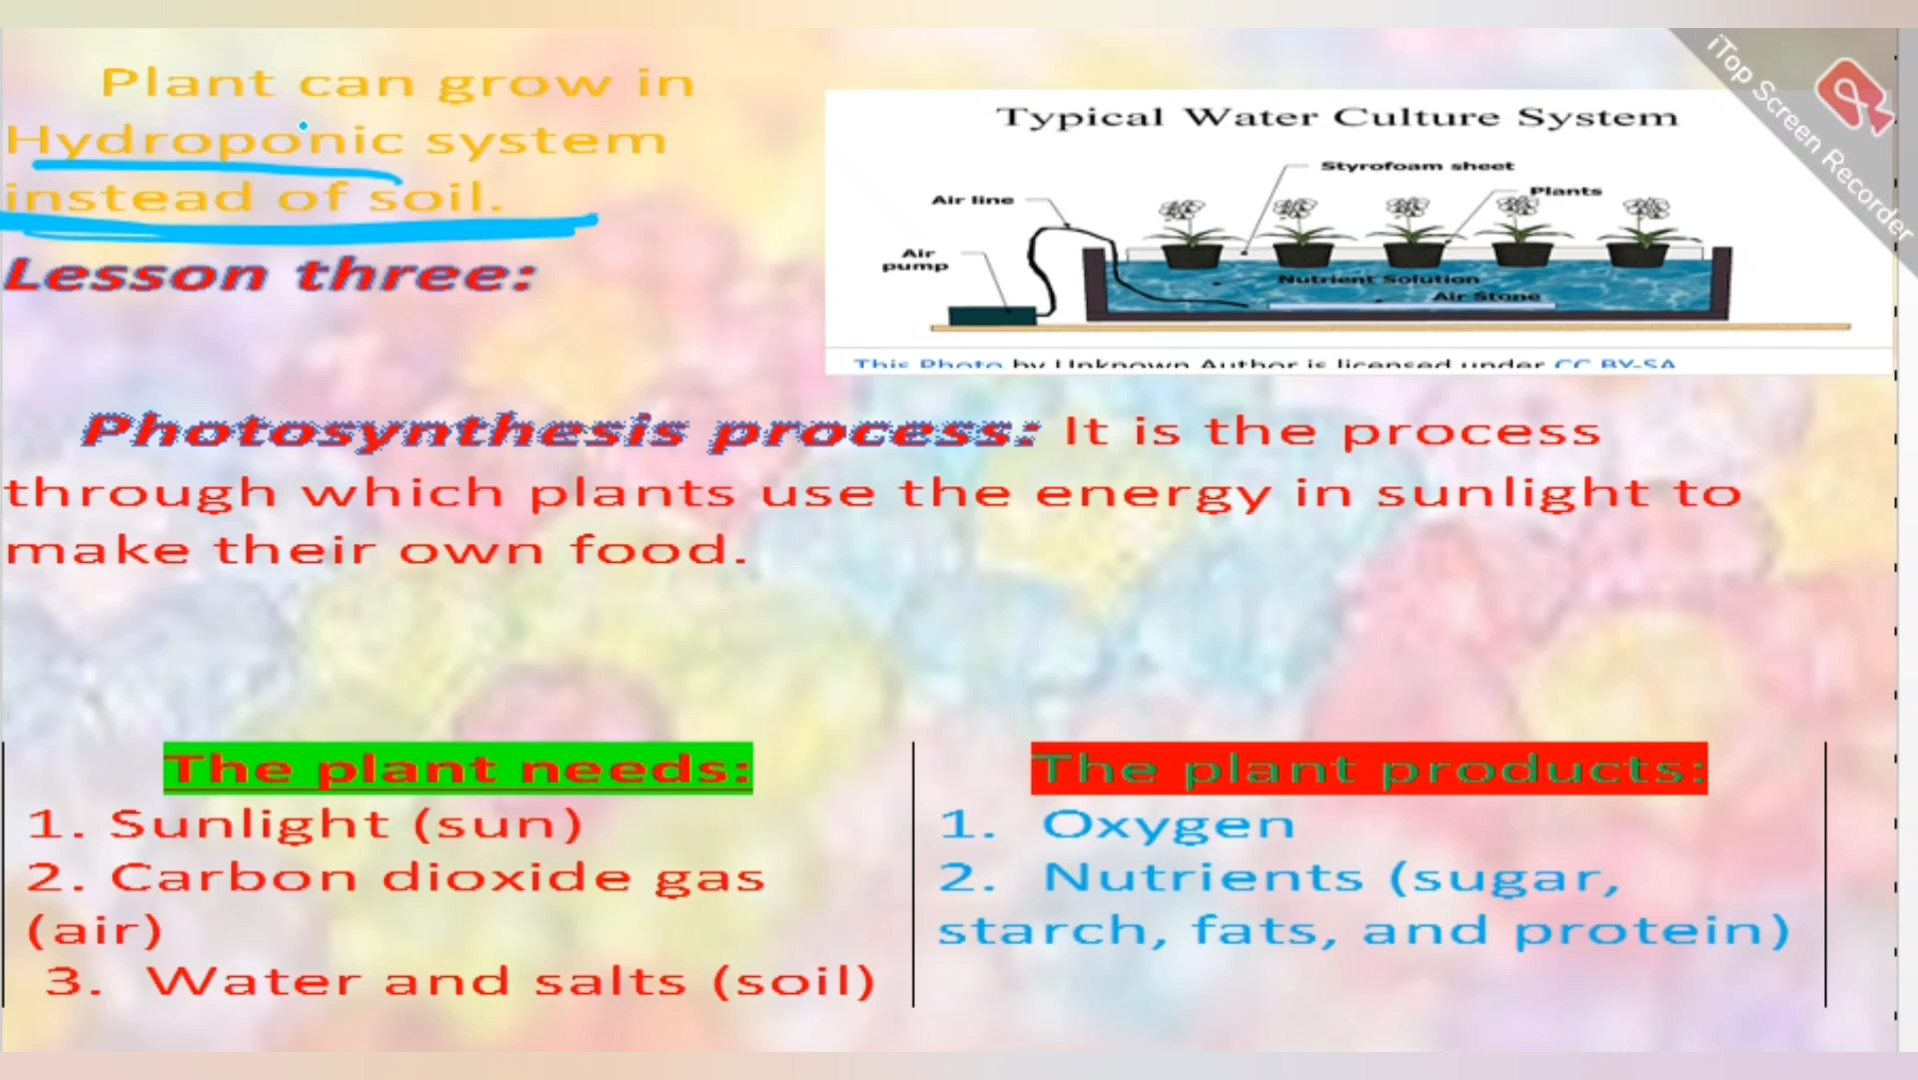 Plant can grow in
Hydroponic system
instead of soil.
Lesson three:
Typical Water Culture System
Styrofoam sheet
Plants
Air line
Air
pump
Nutrient Solution
Air Stone
This Photo by Unknown Author is licensed under CC BY-SA
iTop Screen Recorder
Photosynthesis process: It is the process
through which plants use the energy in sunlight to
make their own food.
The plant needs:
1. Sunlight (sun)
2. Carbon dioxide gas
(air)
3. Water and salts (soil)
The plant products:
1. Oxygen
2. Nutrients (sugar,
starch, fats, and protein)